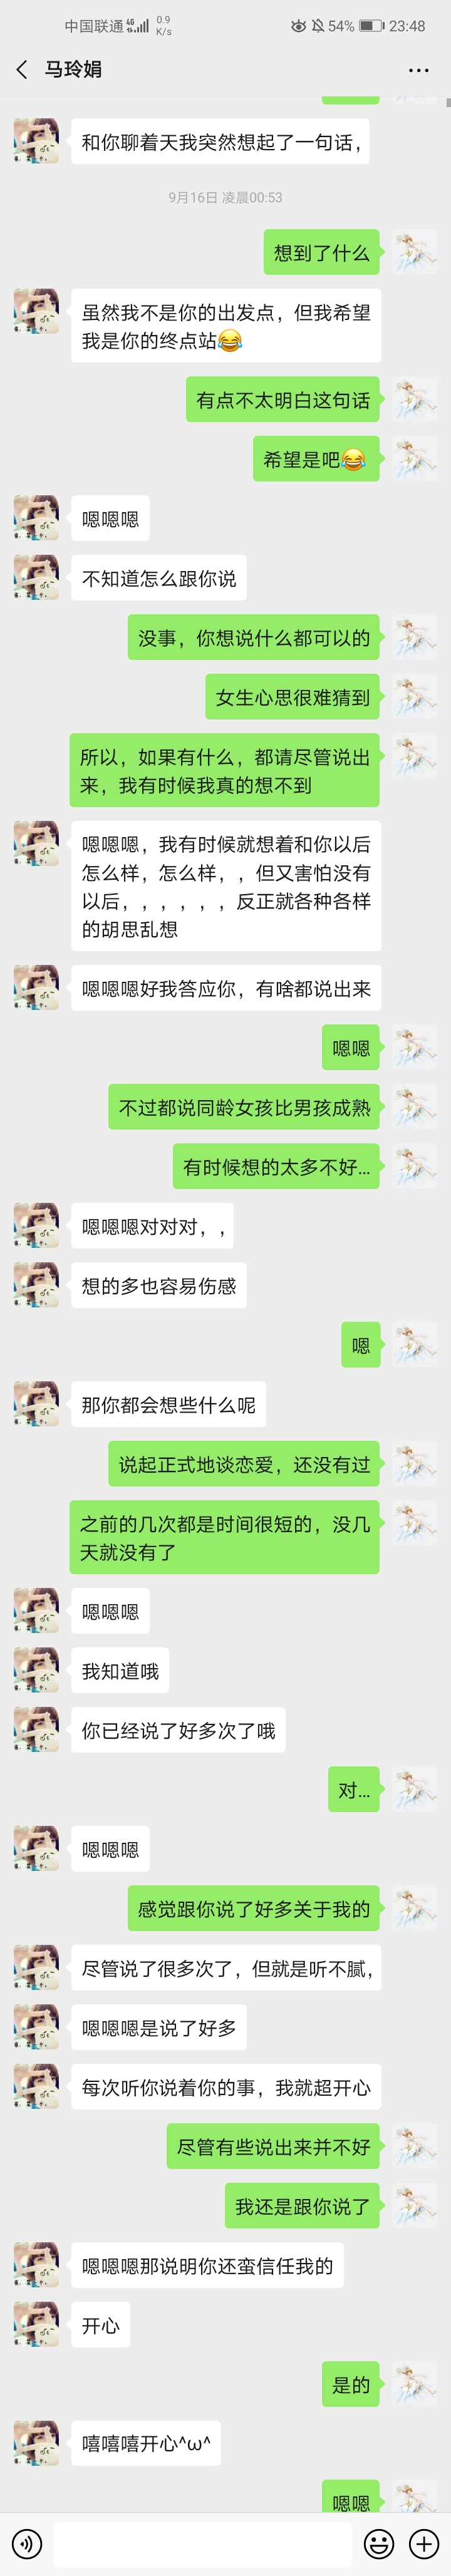 中国联通 4G 0.9 K/s 54% 23:48
马玲娟
和你聊着天我突然想起了一句话，
9月16日 凌晨00:53
想到了什么
虽然我不是你的出发点，但我希望
我是你的终点站😂
有点不太明白这句话
希望是吧😂
嗯嗯嗯
不知道怎么跟你说
没事，你想说什么都可以的
女生心思很难猜到
所以，如果有什么，都请尽管说出
来，我有时候我真的想不到
嗯嗯嗯，我有时候就想着和你以后
怎么样，怎么样，，但又害怕没有
以后，，，，，，反正就各种各样
的胡思乱想
嗯嗯嗯好我答应你，有啥都说出来
嗯嗯
不过都说同龄女孩比男孩成熟
有时候想的太多不好...
嗯嗯嗯对对对，，
想的多也容易伤感
嗯
那你都会想些什么呢
说起正式地谈恋爱，还没有过
之前的几次都是时间很短的，没几
天就没有了
嗯嗯嗯
我知道哦
你已经说了好多次了哦
对...
嗯嗯嗯
感觉跟你说了好多关于我的
尽管说了很多次了，但就是听不腻，
嗯嗯嗯是说了好多
每次听你说着你的事，我就超开心
尽管有些说出来并不好
我还是跟你说了
嗯嗯嗯那说明你还蛮信任我的
开心
是的
嘻嘻嘻开心^ω^
嗯嗯